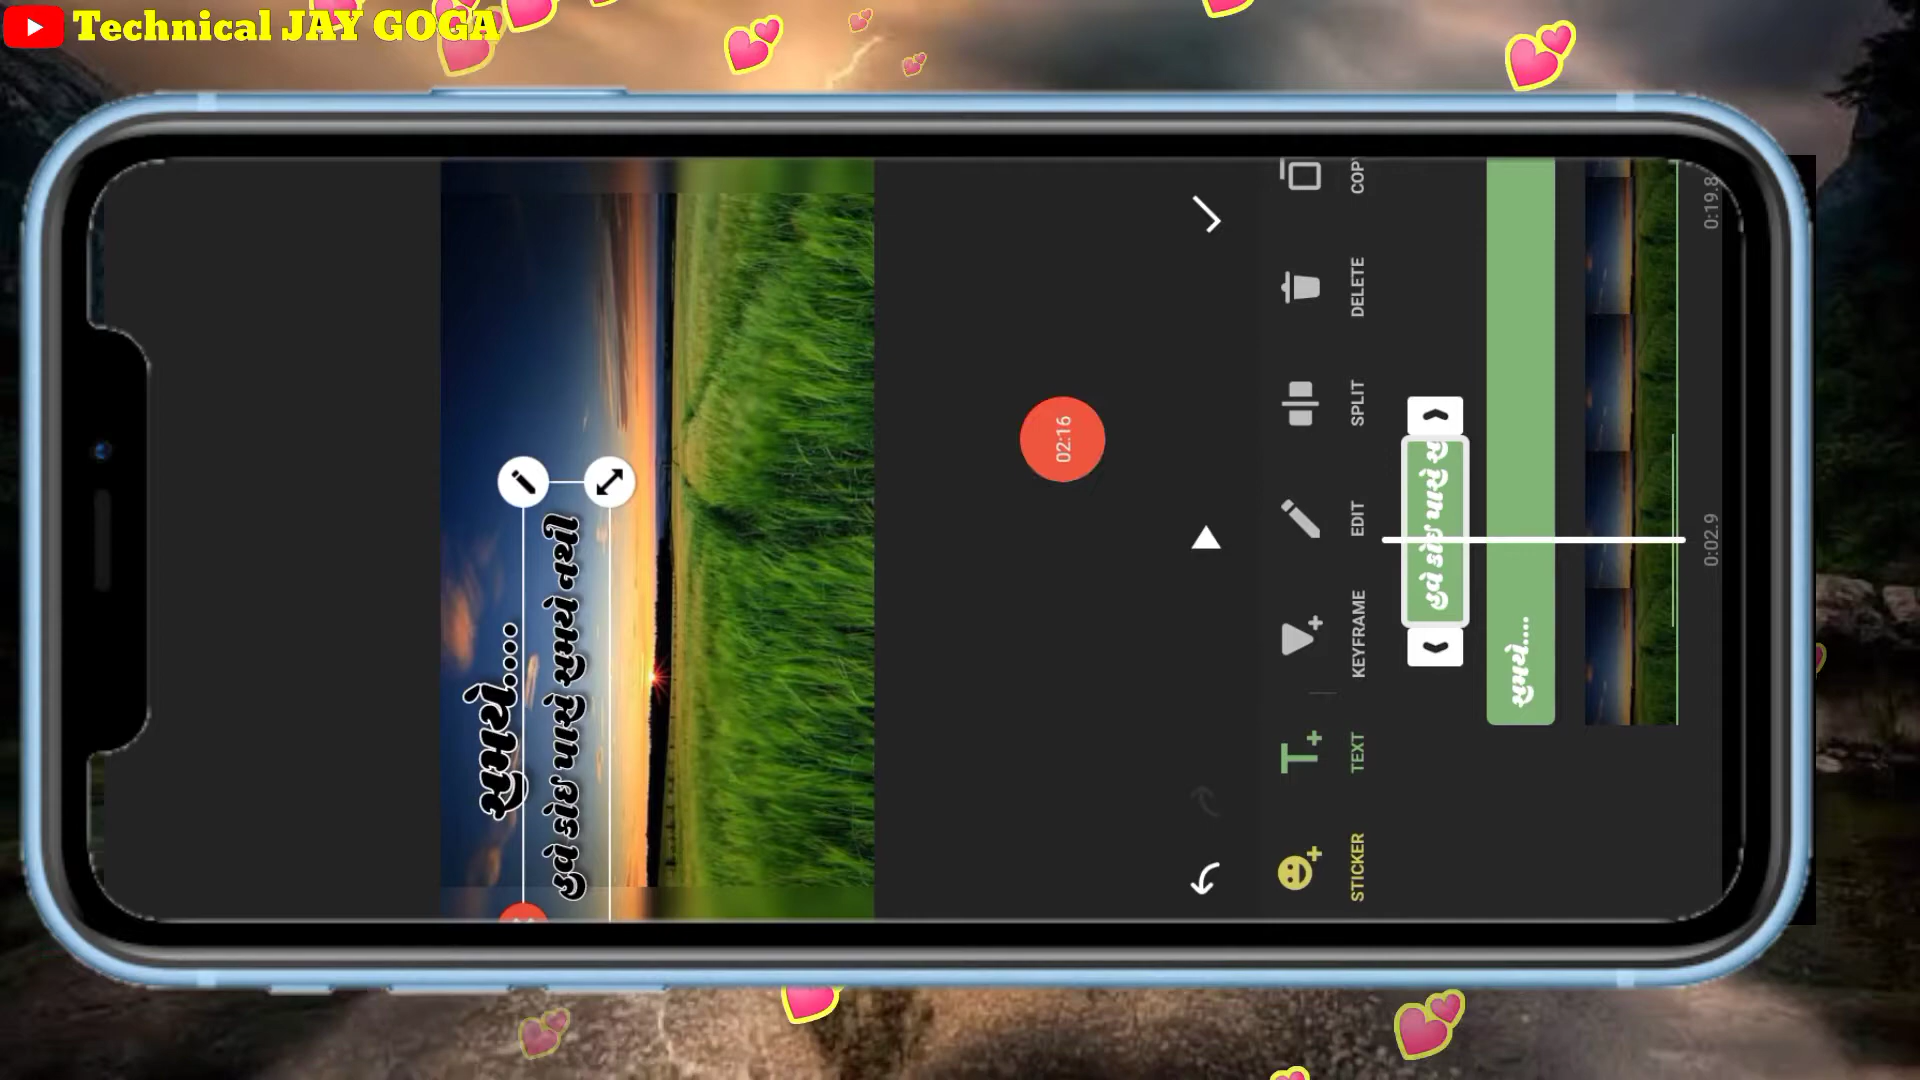 Technical JAY GOGA
સમયે....
હવે કોઇ પાસે સમયે નથી
02:16
STICKER
TEXT
KEYFRAME
EDIT
SPLIT
DELETE
COPY
હવે કોઇ પાસે સ
સમયે....
0:02.9
0:19.8